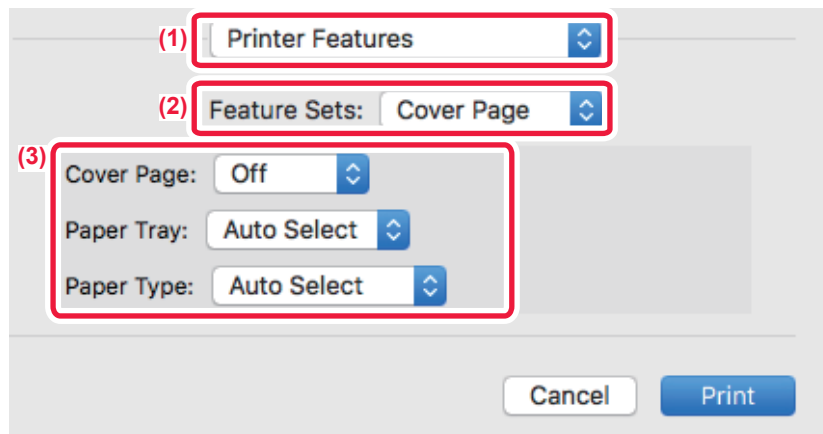 (1) Printer Features
(2) Feature Sets: Cover Page
(3)
Cover Page: Off
Paper Tray: Auto Select
Paper Type: Auto Select
Cancel Print